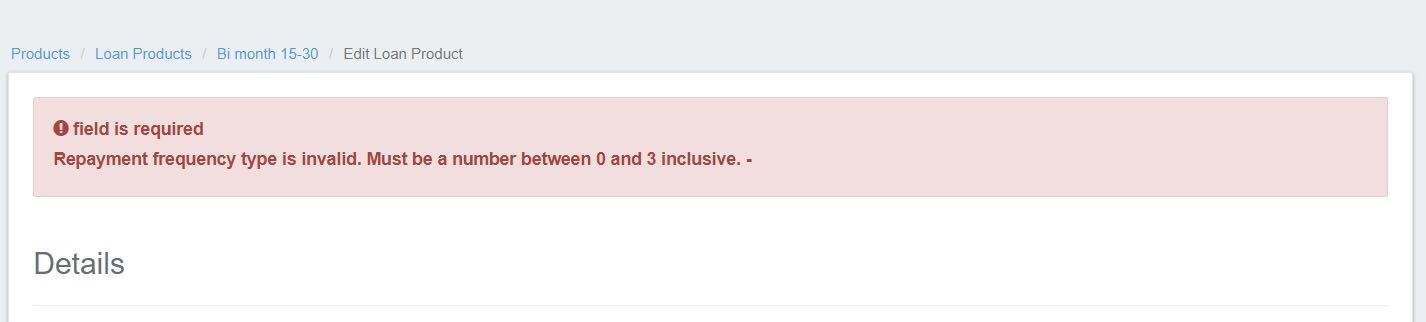 Products / Loan Products / Bi month 15-30 / Edit Loan Product
field is required
Repayment frequency type is invalid. Must be a number between 0 and 3 inclusive. -
Details